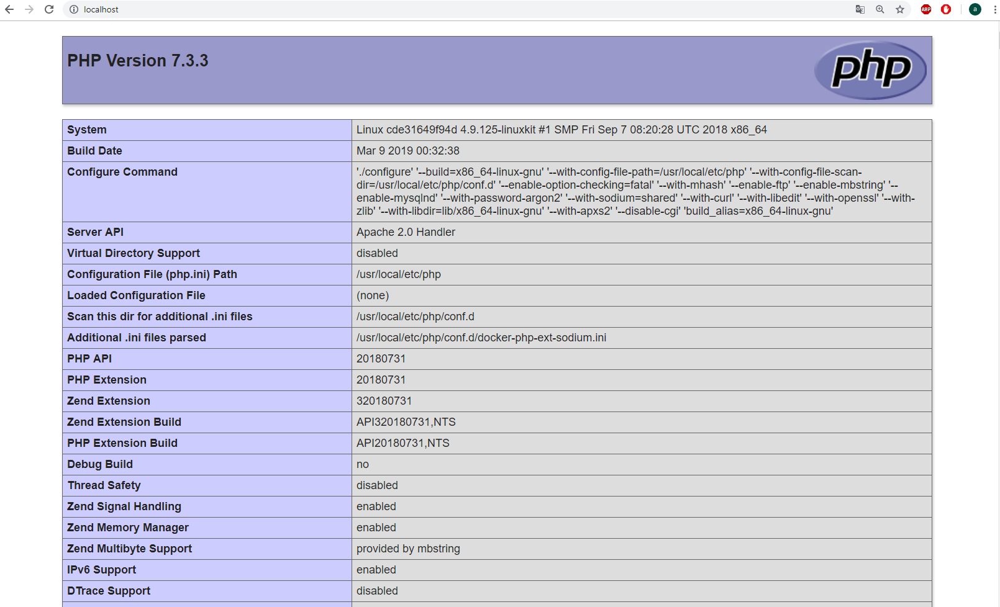 localhost
ABP
a
PHP Version 7.3.3
php
System Linux cde31649f94d 4.9.125-linuxkit #1 SMP Fri Sep 7 08:20:28 UTC 2018 x86_64
Build Date Mar 9 2019 00:32:38
Configure Command './configure' '--build=x86_64-linux-gnu' '--with-config-file-path=/usr/local/etc/php' '--with-config-file-scan-
dir=/usr/local/etc/php/conf.d' '--enable-option-checking=fatal' '--with-mhash' '--enable-ftp' '--enable-mbstring' '--
enable-mysqlnd' '--with-password-argon2' '--with-sodium=shared' '--with-curl' '--with-libedit' '--with-openssl' '--with-
zlib' '--with-libdir=lib/x86_64-linux-gnu' '--with-apxs2' '--disable-cgi' 'build_alias=x86_64-linux-gnu'
Server API Apache 2.0 Handler
Virtual Directory Support disabled
Configuration File (php.ini) Path /usr/local/etc/php
Loaded Configuration File (none)
Scan this dir for additional .ini files /usr/local/etc/php/conf.d
Additional .ini files parsed /usr/local/etc/php/conf.d/docker-php-ext-sodium.ini
PHP API 20180731
PHP Extension 20180731
Zend Extension 320180731
Zend Extension Build API320180731,NTS
PHP Extension Build API20180731,NTS
Debug Build no
Thread Safety disabled
Zend Signal Handling enabled
Zend Memory Manager enabled
Zend Multibyte Support provided by mbstring
IPv6 Support enabled
DTrace Support disabled